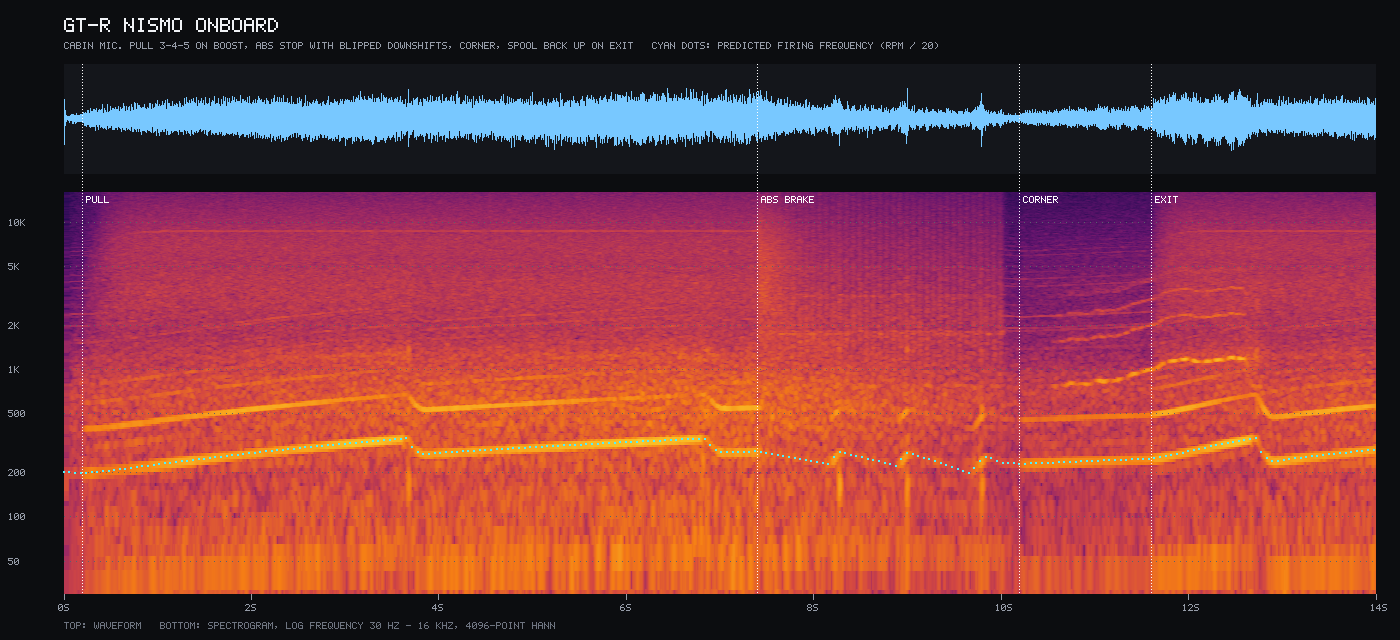 GT-R NISMO ONBOARD
CABIN MIC. PULL 3-4-5 ON BOOST, ABS STOP WITH BLIPPED DOWNSHIFTS, CORNER, SPOOL BACK UP ON EXIT   CYAN DOTS: PREDICTED FIRING FREQUENCY (RPM / 20)
PULL   ABS BRAKE   CORNER   EXIT
10K
5K
2K
1K
500
200
100
50
0S   2S   4S   6S   8S   10S   12S   14S
TOP: WAVEFORM   BOTTOM: SPECTROGRAM, LOG FREQUENCY 30 HZ - 16 KHZ, 4096-POINT HANN